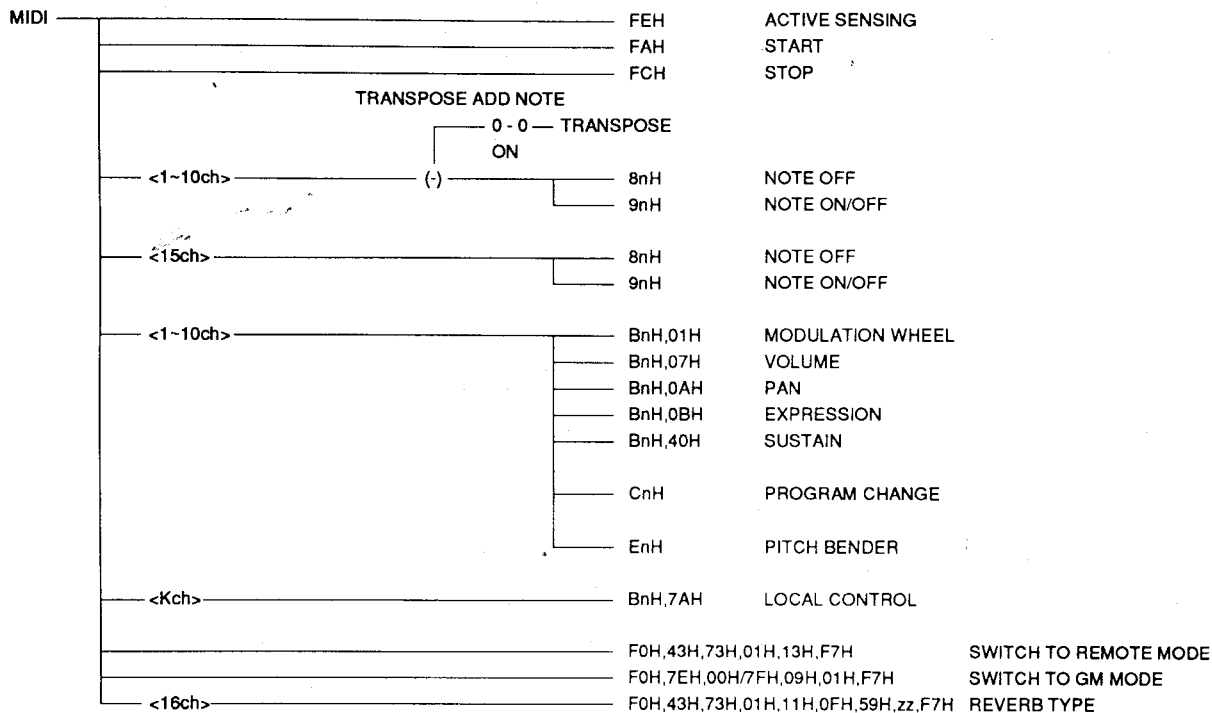 MIDI FEH ACTIVE SENSING
FAH START
FCH STOP
TRANSPOSE ADD NOTE
0 - 0 TRANSPOSE
ON
<1~10ch> (-) 8nH NOTE OFF
9nH NOTE ON/OFF
<15ch> 8nH NOTE OFF
9nH NOTE ON/OFF
<1~10ch> BnH,01H MODULATION WHEEL
BnH,07H VOLUME
BnH,0AH PAN
BnH,0BH EXPRESSION
BnH,40H SUSTAIN
CnH PROGRAM CHANGE
EnH PITCH BENDER
<Kch> BnH,7AH LOCAL CONTROL
F0H,43H,73H,01H,13H,F7H SWITCH TO REMOTE MODE
F0H,7EH,00H/7FH,09H,01H,F7H SWITCH TO GM MODE
<16ch> F0H,43H,73H,01H,11H,0FH,59H,zz,F7H REVERB TYPE